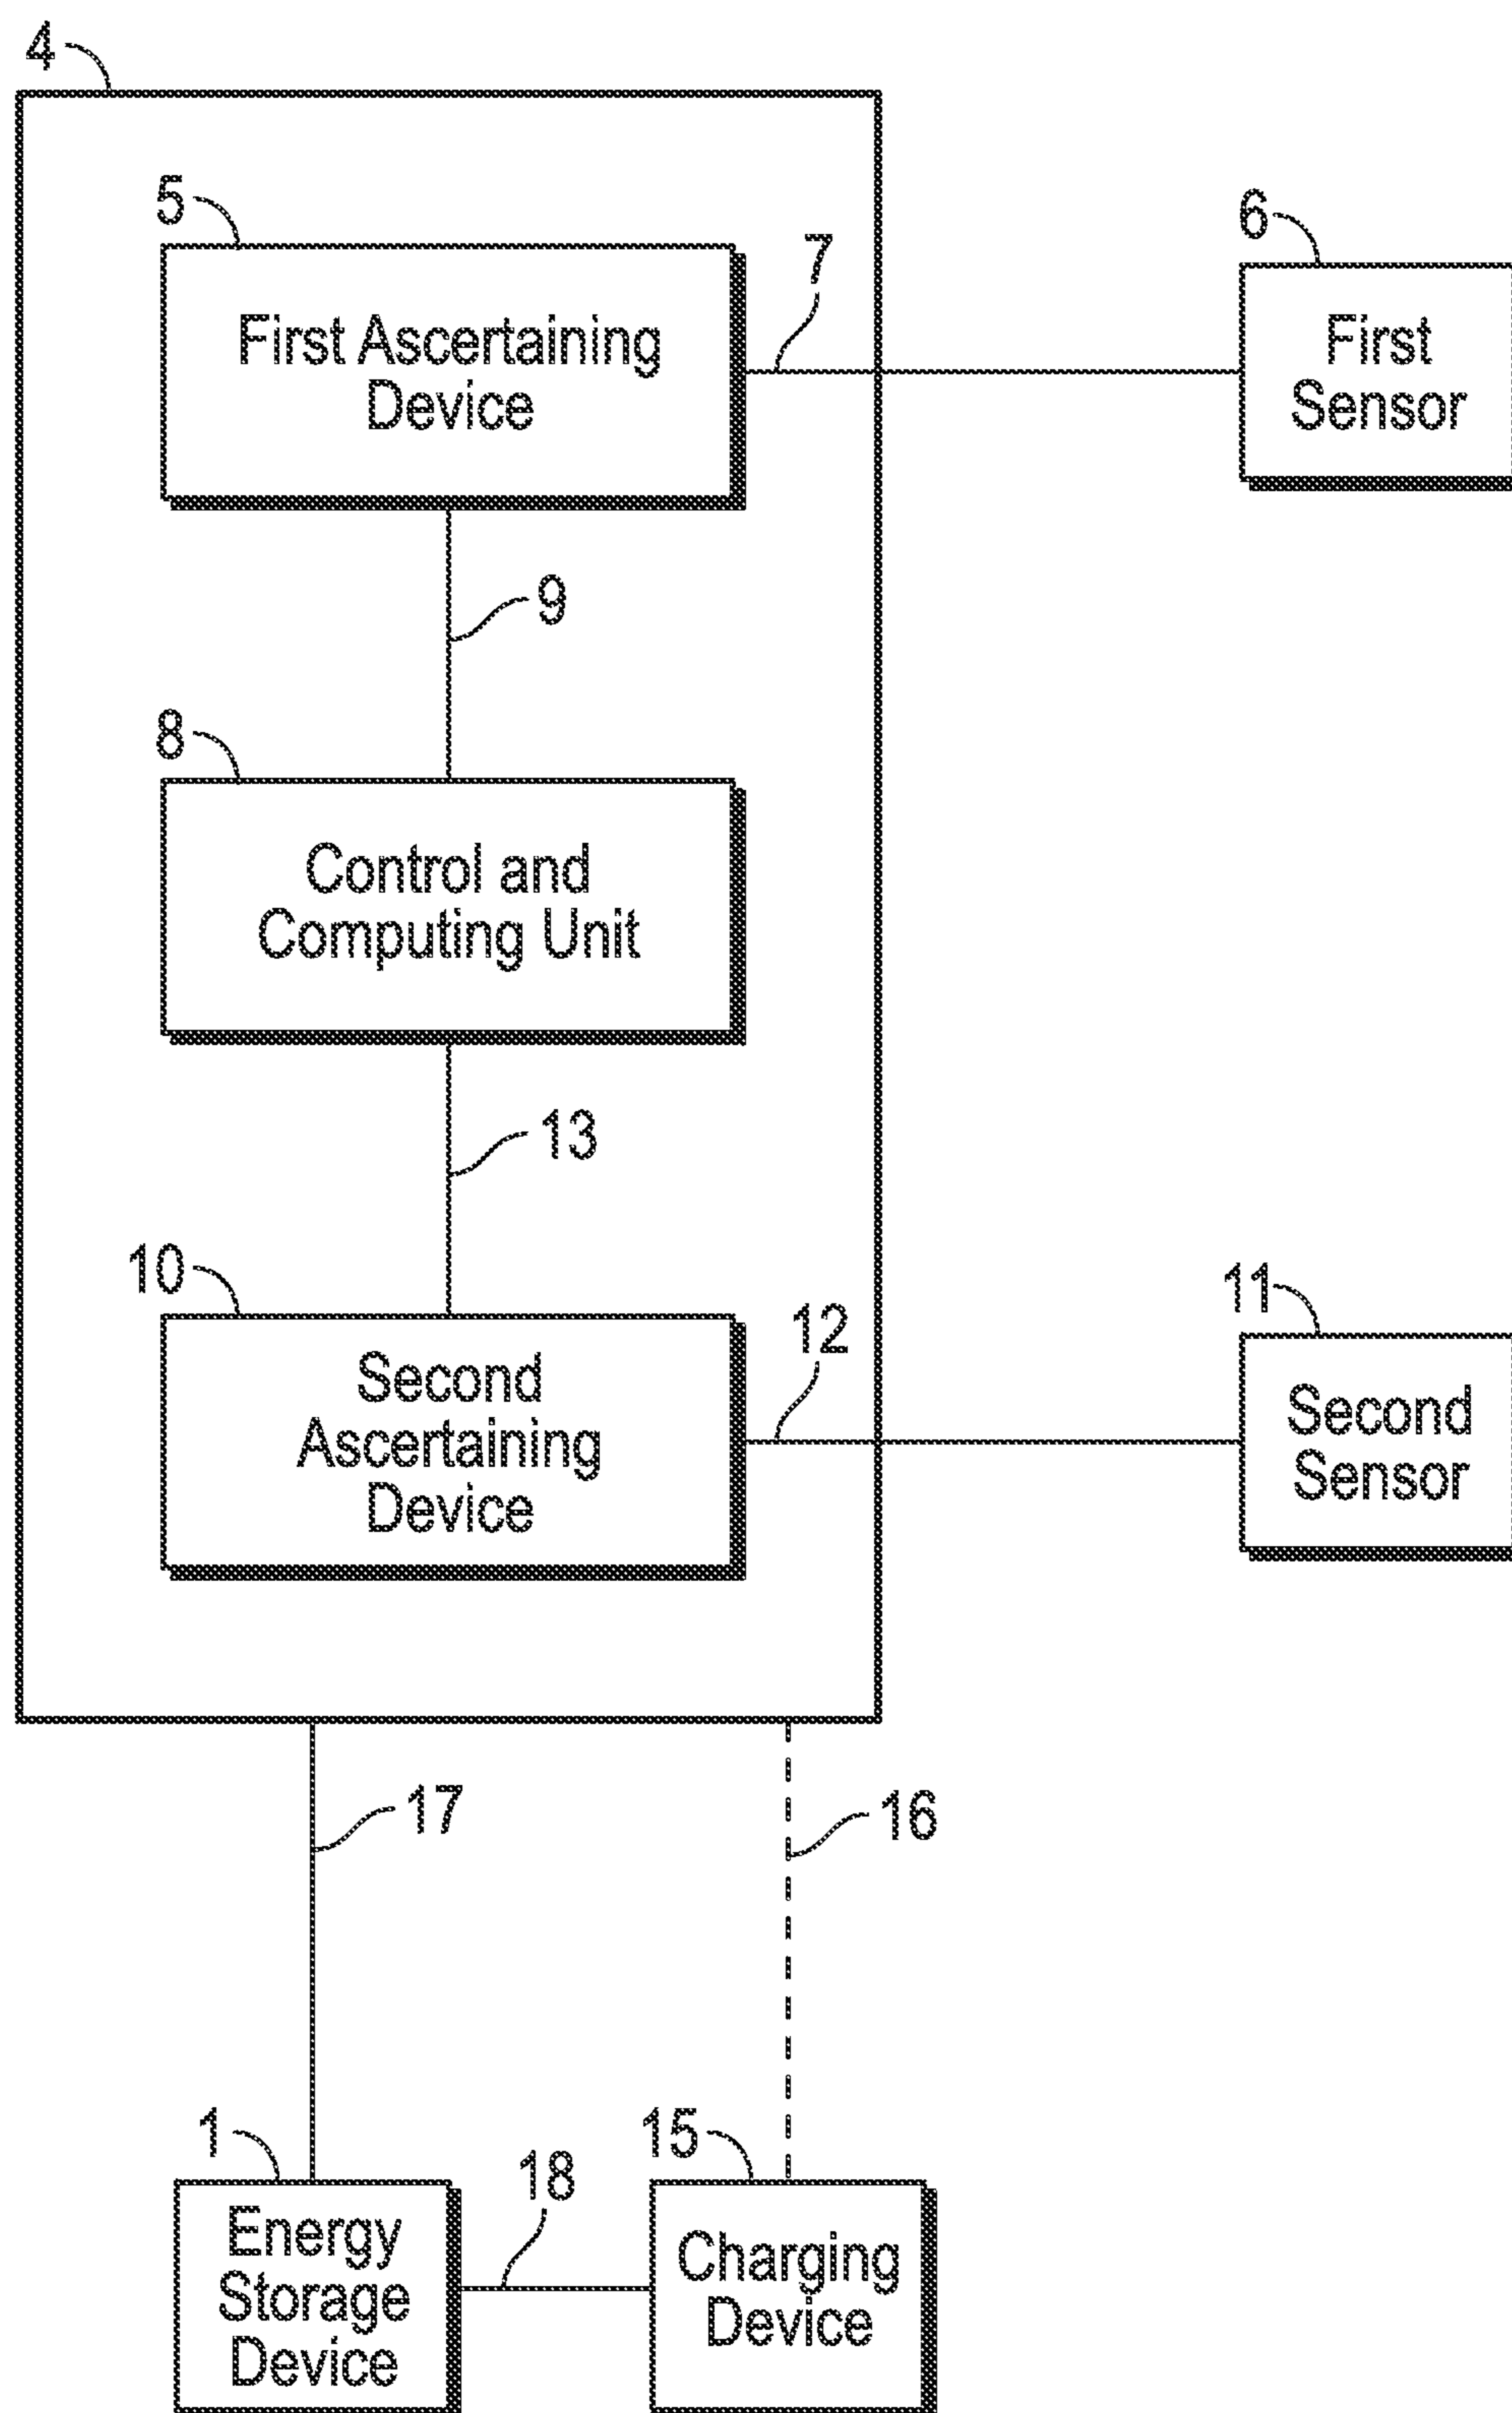 4
5
7
6
First Ascertaining
Device
First
Sensor
9
8
Control and
Computing Unit
13
10
12
11
Second
Ascertaining
Device
Second
Sensor
17
16
1
18
15
Energy
Storage
Device
Charging
Device